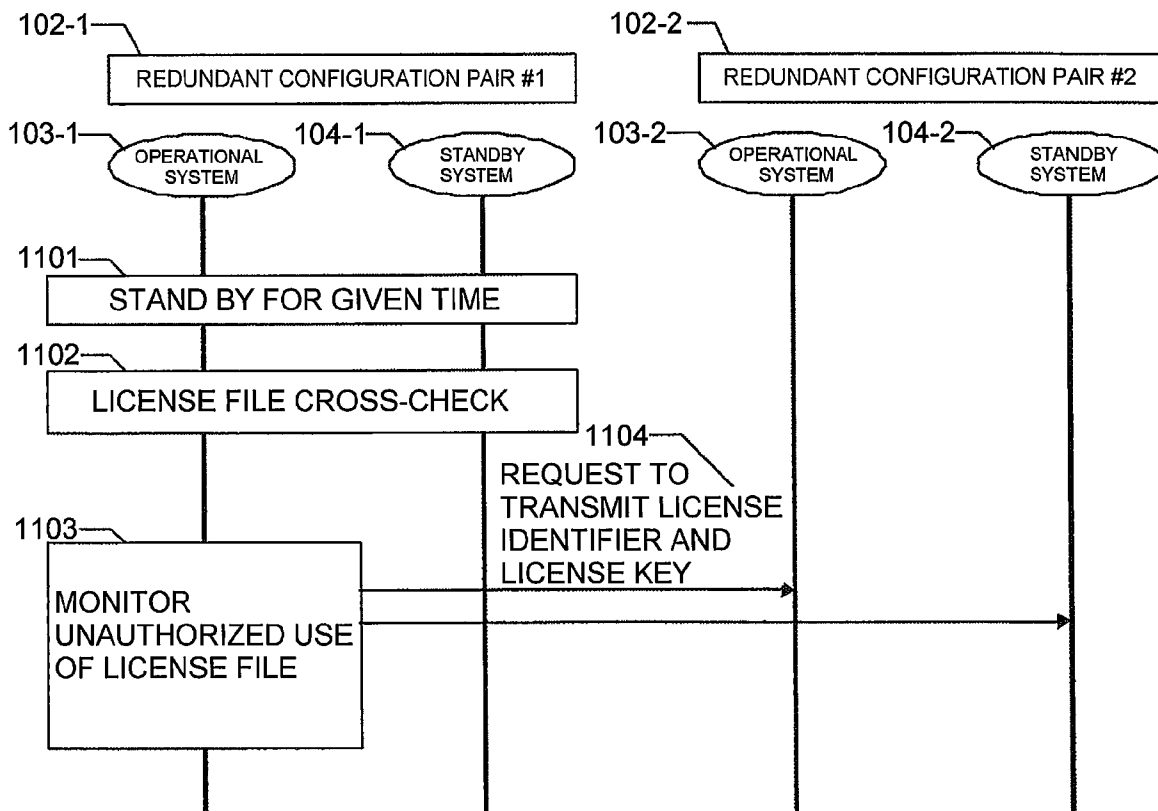 102-1
102-2
REDUNDANT CONFIGURATION PAIR #1
REDUNDANT CONFIGURATION PAIR #2
103-1
104-1
103-2
104-2
OPERATIONAL
SYSTEM
STANDBY
SYSTEM
OPERATIONAL
SYSTEM
STANDBY
SYSTEM
1101
STAND BY FOR GIVEN TIME
1102
LICENSE FILE CROSS-CHECK
1104
REQUEST TO
TRANSMIT LICENSE
IDENTIFIER AND
LICENSE KEY
1103
MONITOR
UNAUTHORIZED USE
OF LICENSE FILE